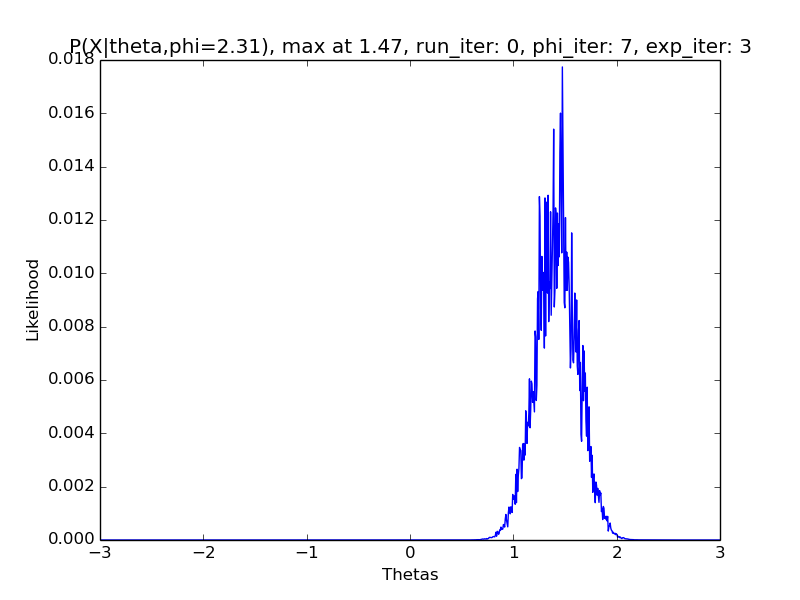 P(X|theta,phi=2.31), max at 1.47, run_iter: 0, phi_iter: 7, exp_iter: 3
0.018
0.016
0.014
0.012
0.010
0.008
0.006
0.004
0.002
0.000
Likelihood
−3 −2 −1 0 1 2 3
Thetas